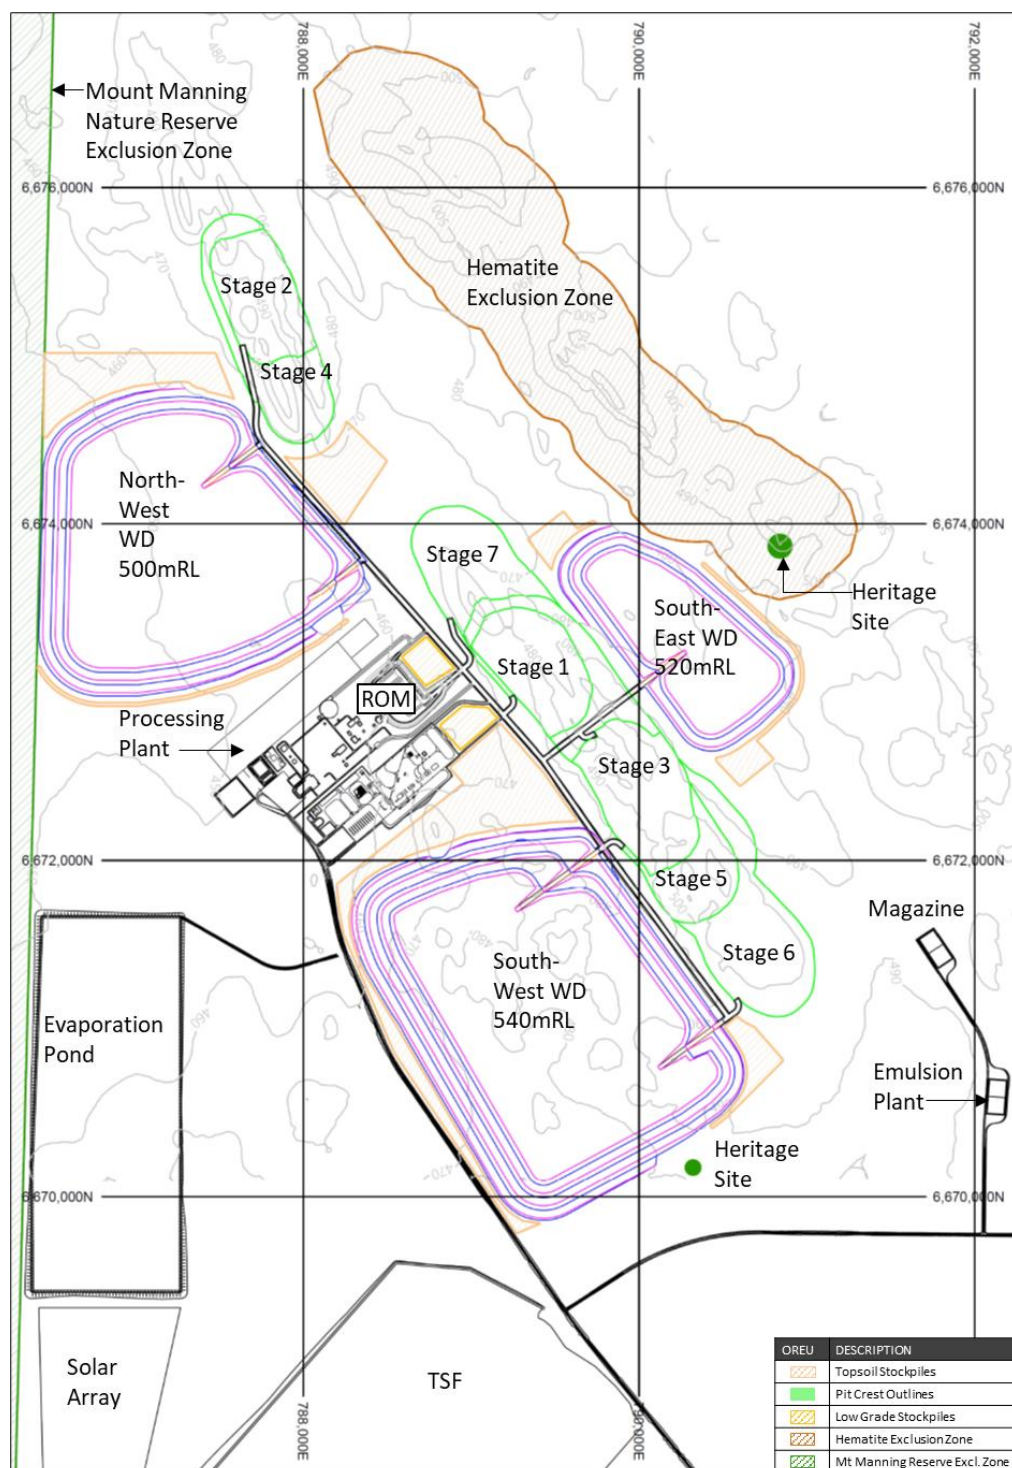 788,000E
790,000E
792,000E
Mount Manning
Nature Reserve
Exclusion Zone
6,676,000N
6,676,000N
Hematite
Exclusion Zone
Stage 2
Stage 4
North-
West
WD
500mRL
6,674,000N
6,674,000N
Stage 7
Heritage
Site
South-
East WD
520mRL
Stage 1
ROM
Processing
Plant
Stage 3
6,672,000N
6,672,000N
Stage 5
Magazine
Stage 6
South-
West WD
540mRL
Evaporation
Pond
Emulsion
Plant
Heritage
Site
6,670,000N
6,670,000N
Solar
Array
TSF
788,000E
790,000E
OREU DESCRIPTION
Topsoil Stockpiles
Pit Crest Outlines
Low Grade Stockpiles
Hematite Exclusion Zone
Mt Manning Reserve Excl. Zone